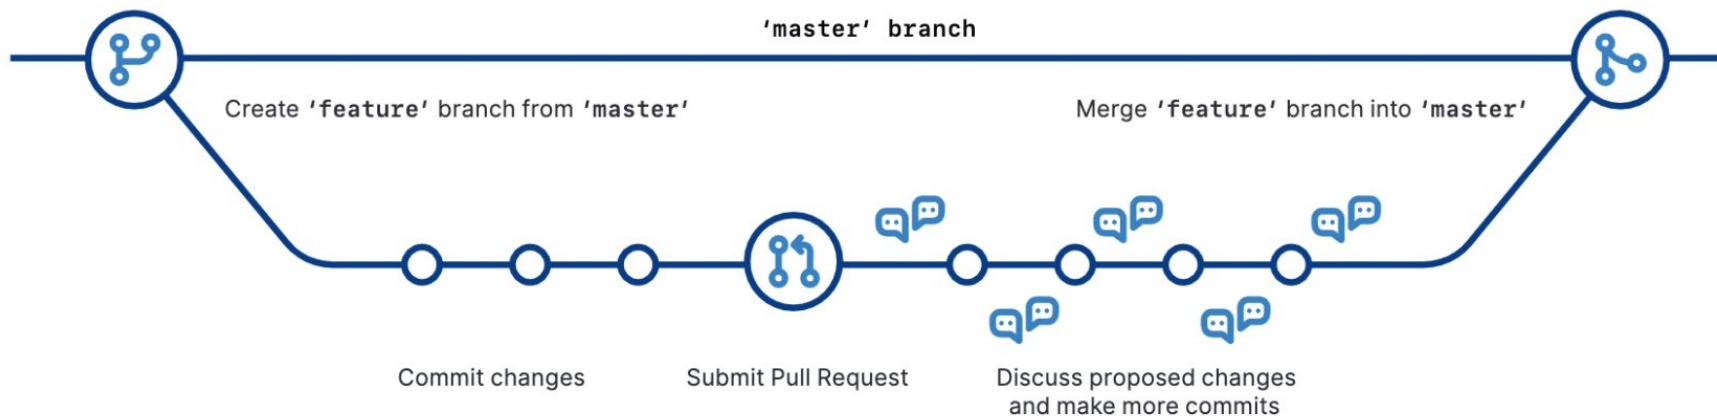 ‘master‘ branch
Create ‘feature‘ branch from ‘master‘
Merge ‘feature‘ branch into ‘master‘
Commit changes
Submit Pull Request
Discuss proposed changes
and make more commits